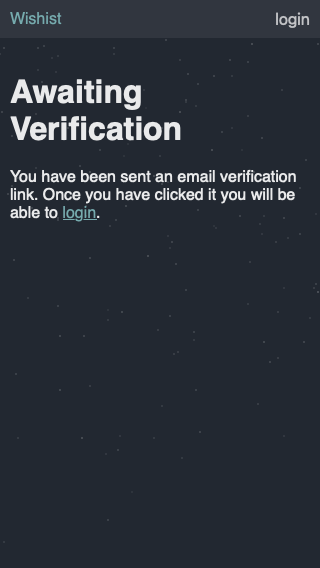 Wishist login
Awaiting
Verification
You have been sent an email verification
link. Once you have clicked it you will be
able to login.